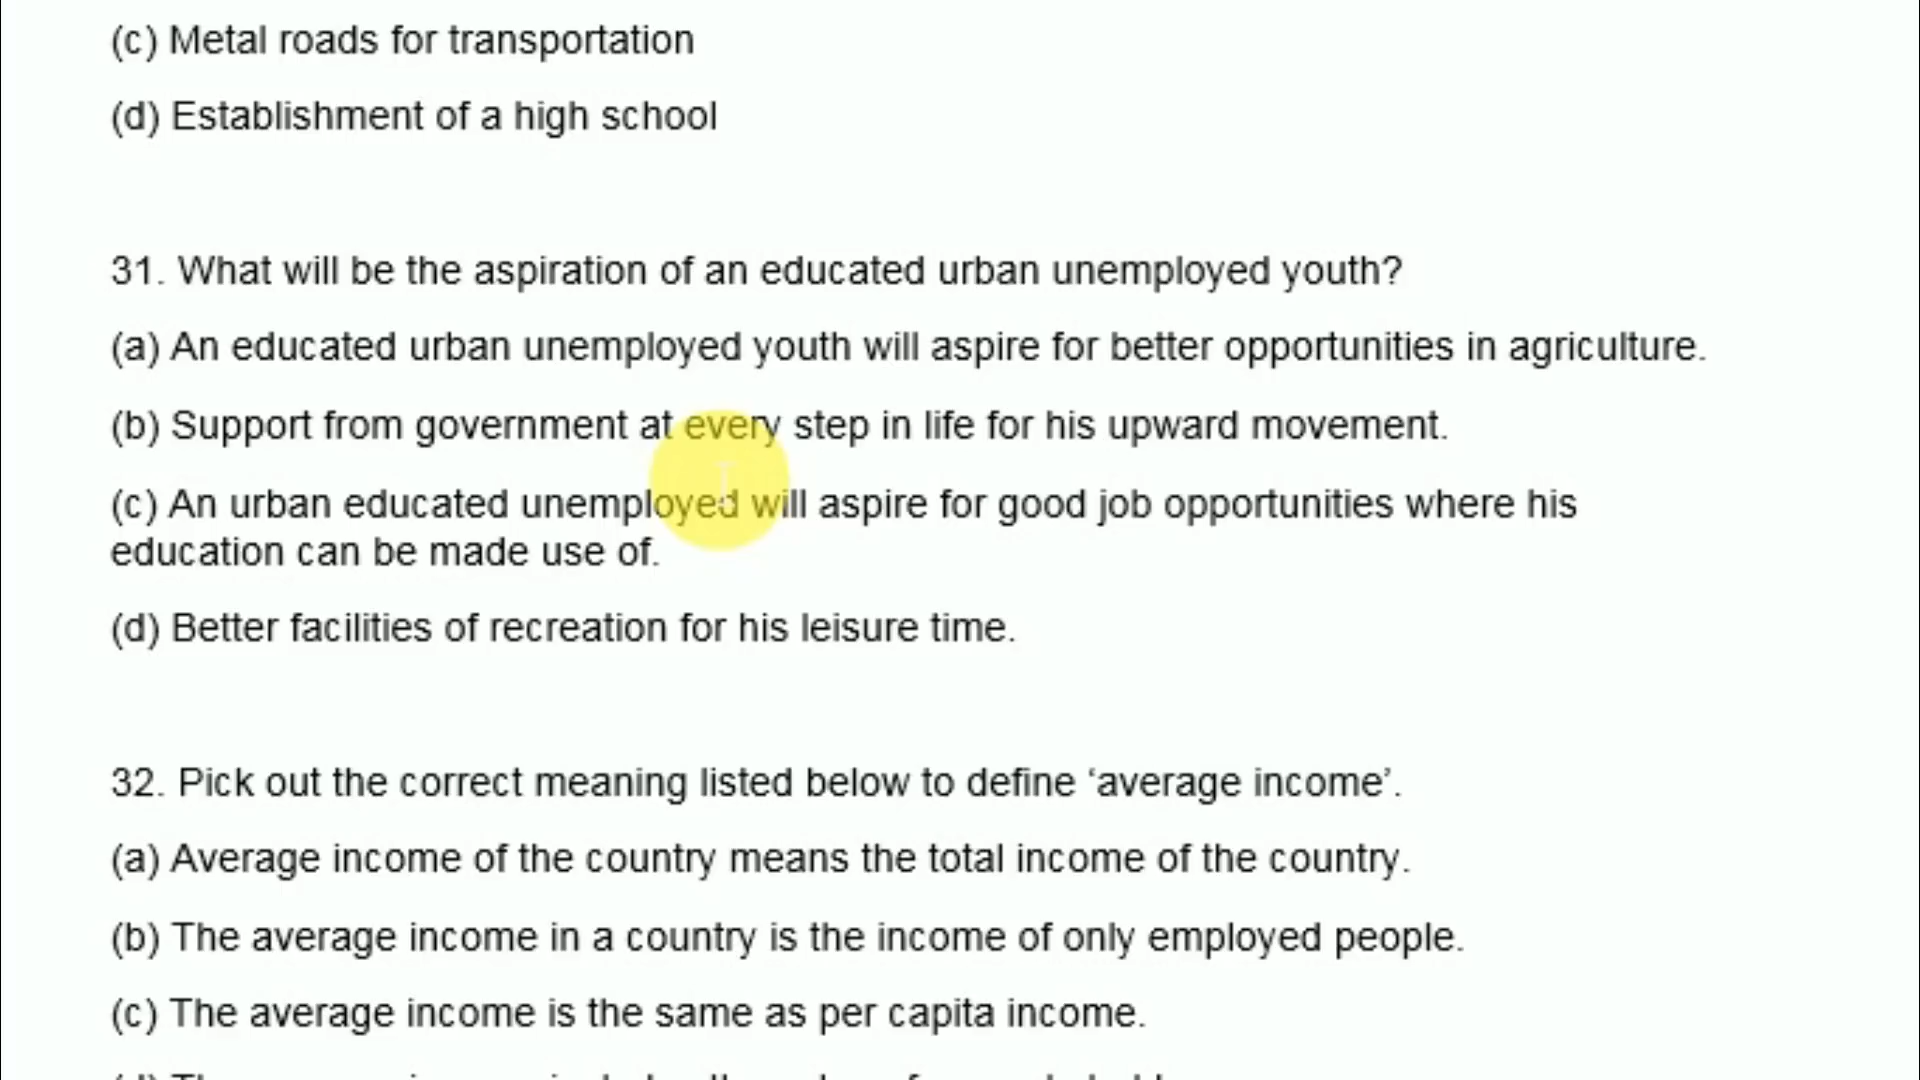 (c) Metal roads for transportation
(d) Establishment of a high school
31. What will be the aspiration of an educated urban unemployed youth?
(a) An educated urban unemployed youth will aspire for better opportunities in agriculture.
(b) Support from government at every step in life for his upward movement.
(c) An urban educated unemployed will aspire for good job opportunities where his
education can be made use of.
(d) Better facilities of recreation for his leisure time.
32. Pick out the correct meaning listed below to define ‘average income’.
(a) Average income of the country means the total income of the country.
(b) The average income in a country is the income of only employed people.
(c) The average income is the same as per capita income.